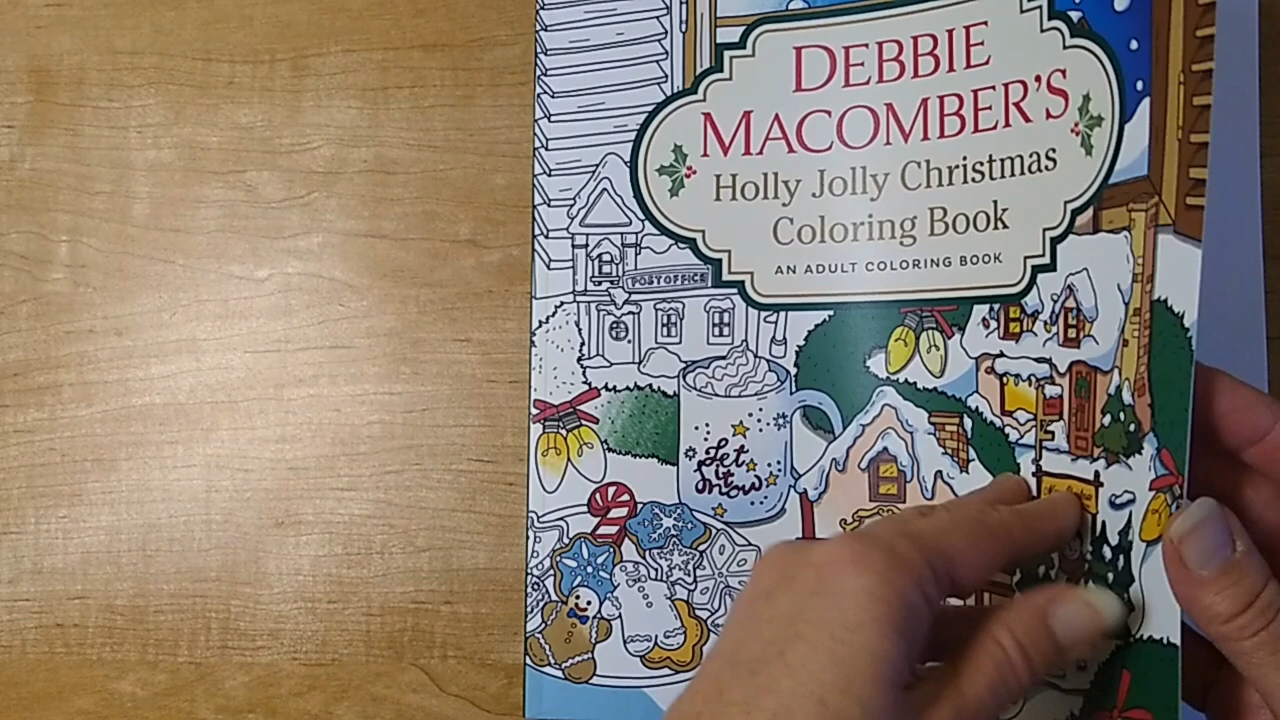 DEBBIE
MACOMBER'S
Holly Jolly Christmas
Coloring Book
AN ADULT COLORING BOOK
POST OFFICE
Let
It
Snow